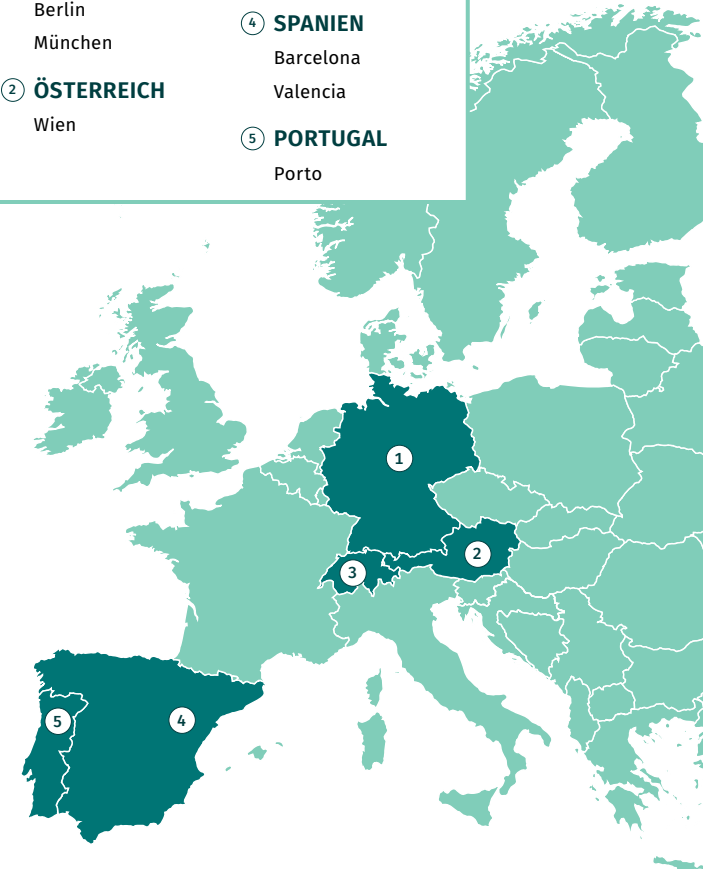 Berlin
München
2 ÖSTERREICH
Wien
4 SPANIEN
Barcelona
Valencia
5 PORTUGAL
Porto
1
2
3
4
5